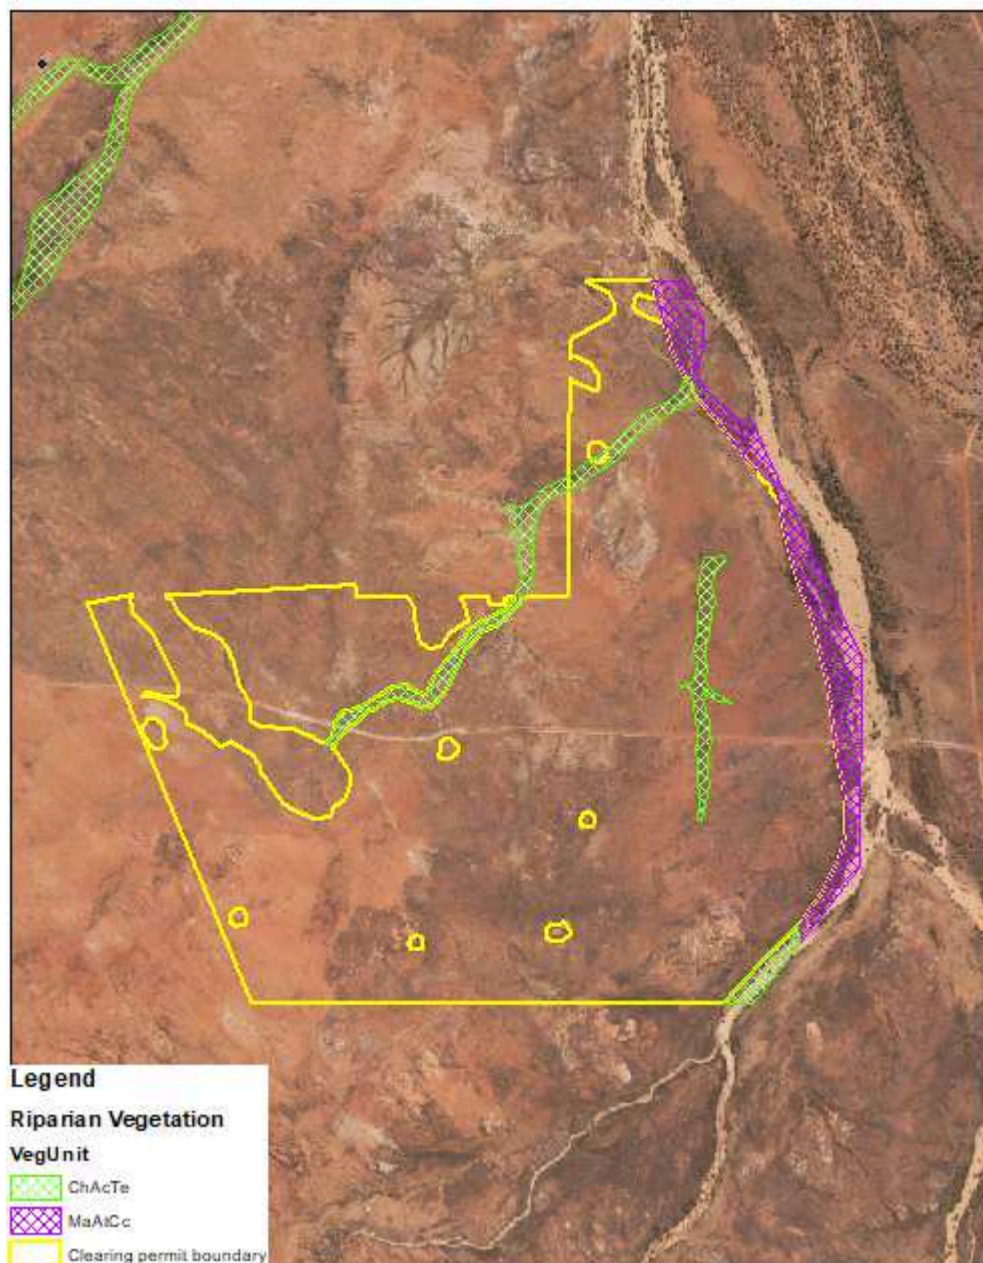 Legend
Riparian Vegetation
VegUnit
ChAcTe
MaAtCc
Clearing permit boundary